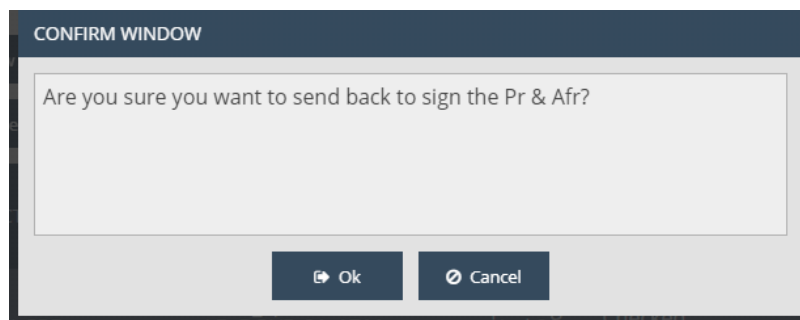 CONFIRM WINDOW
Are you sure you want to send back to sign the Pr & Afr?
Ok
Cancel